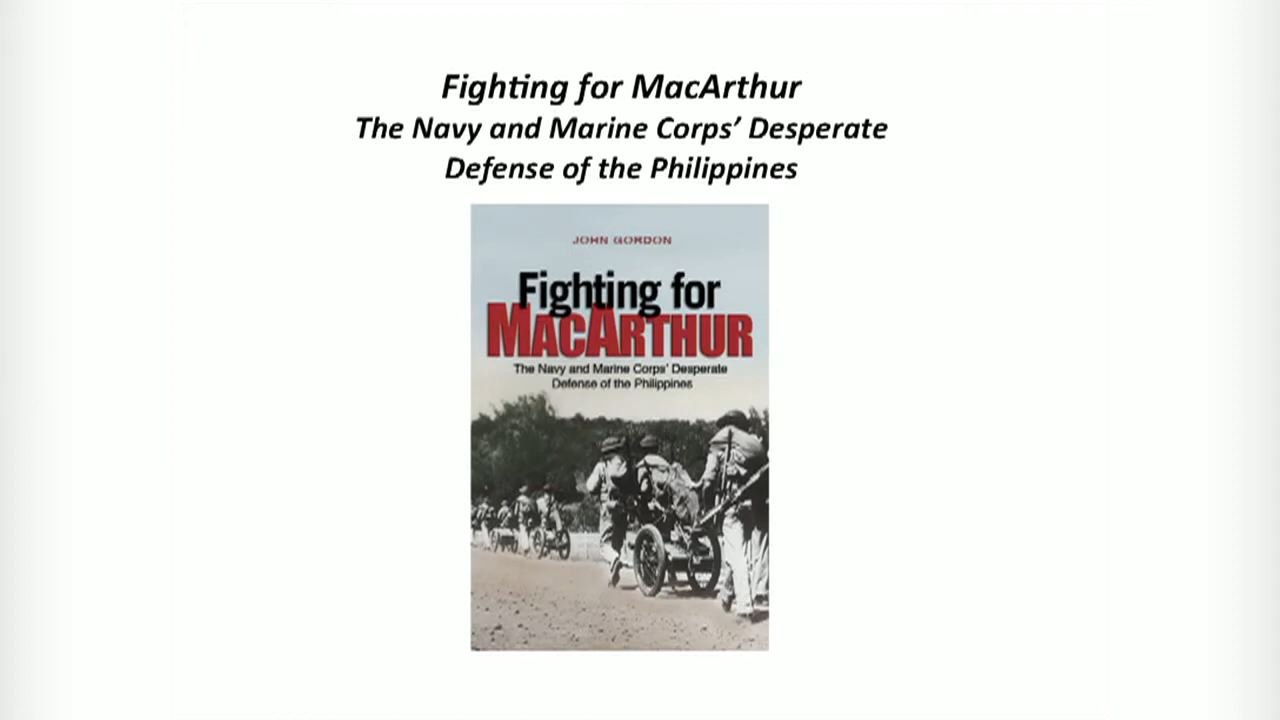 Fighting for MacArthur
The Navy and Marine Corps’ Desperate
Defense of the Philippines
JOHN GORDON
Fighting for
MACARTHUR
The Navy and Marine Corps' Desperate
Defense of the Philippines